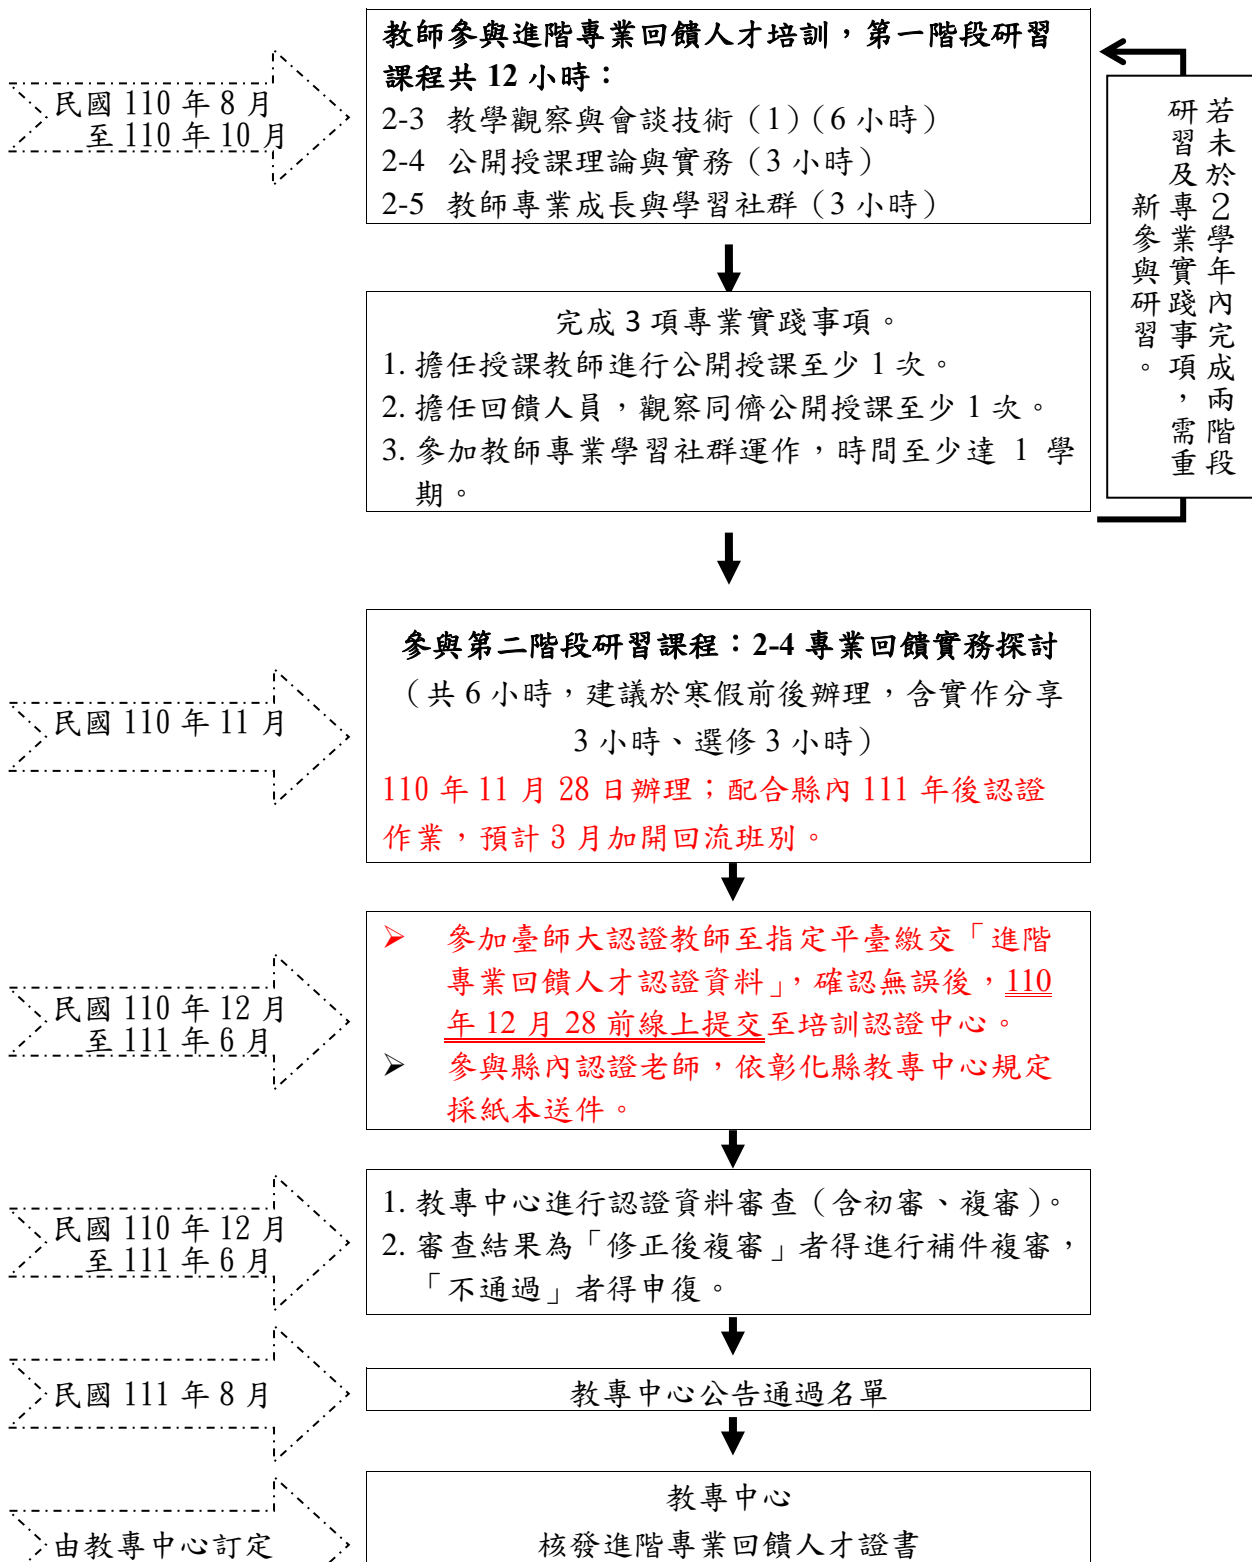 民國 110 年 8 月
至 110 年 10 月
教師參與進階專業回饋人才培訓，第一階段研習
課程共 12 小時：
2-3 教學觀察與會談技術（1）（6 小時）
2-4 公開授課理論與實務（3 小時）
2-5 教師專業成長與學習社群（3 小時）
若未於２學年內完成兩階段
研習及專業實踐事項，需重
新參與研習。
完成 3 項專業實踐事項。
1. 擔任授課教師進行公開授課至少 1 次。
2. 擔任回饋人員，觀察同儕公開授課至少 1 次。
3. 參加教師專業學習社群運作，時間至少達 1 學
期。
民國 110 年 11 月
參與第二階段研習課程：2-4 專業回饋實務探討
（共 6 小時，建議於寒假前後辦理，含實作分享
3 小時、選修 3 小時）
110 年 11 月 28 日辦理；配合縣內 111 年後認證
作業，預計 3 月加開回流班別。
民國 110 年 12 月
至 111 年 6 月
➢ 參加臺師大認證教師至指定平臺繳交「進階
專業回饋人才認證資料」，確認無誤後，110
年 12 月 28 前線上提交至培訓認證中心。
➢ 參與縣內認證老師，依彰化縣教專中心規定
採紙本送件。
民國 110 年 12 月
至 111 年 6 月
1. 教專中心進行認證資料審查（含初審、複審）。
2. 審查結果為「修正後複審」者得進行補件複審，
「不通過」者得申復。
民國 111 年 8 月
教專中心公告通過名單
由教專中心訂定
教專中心
核發進階專業回饋人才證書